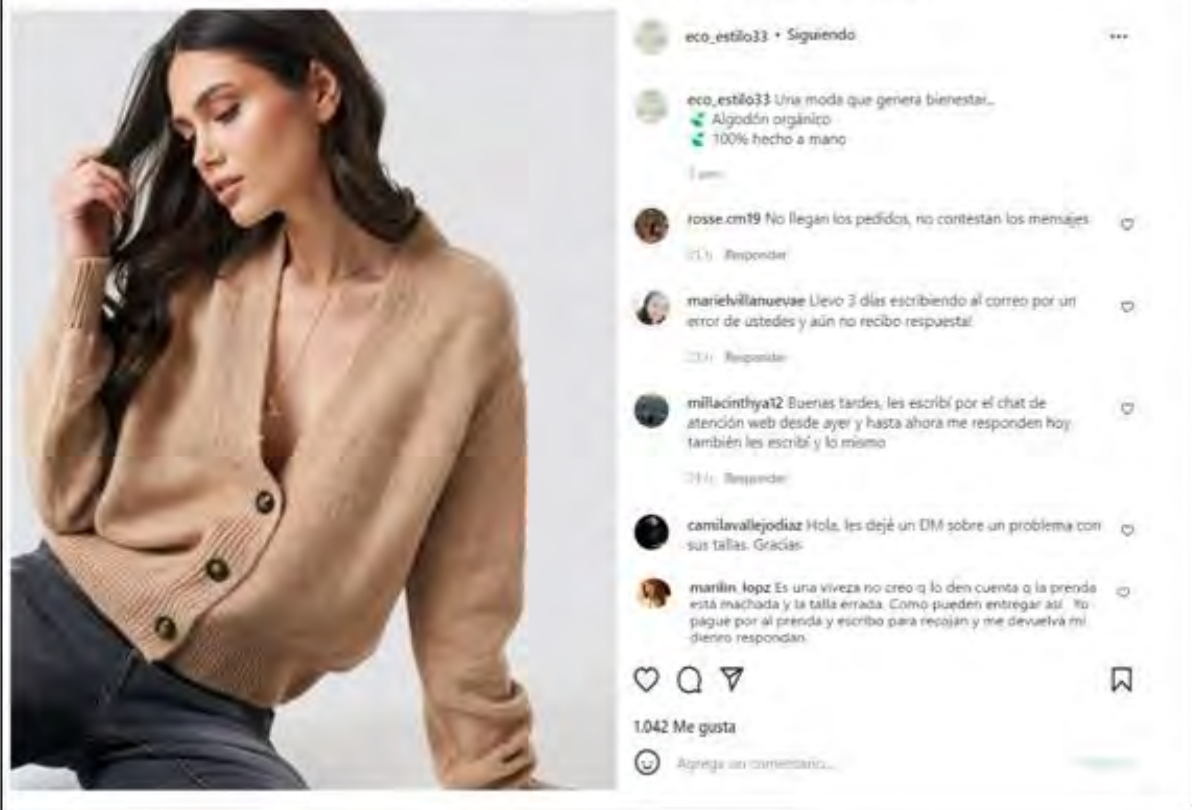 eco_estilo33 • Siguiendo
eco_estilo33 Una moda que genera bienestar...
Algodón orgánico
100% hecho a mano
rosse.cm19 No llegan los pedidos, no contestan los mensajes
Responder
marielvillanuevae Llevo 3 días escribiendo al correo por un
error de ustedes y aún no recibo respuesta!
Responder
millacinthya12 Buenas tardes, les escribí por el chat de
atención web desde ayer y hasta ahora me responden hoy
también les escribí y lo mismo
Responder
camilavallejodiaz Hola, les dejé un DM sobre un problema con
sus tallas. Gracias
marilin_lopz Es una viveza no creo q lo den cuenta q la prenda
está machada y la talla errada. Como pueden entregar así Yo
pague por al prenda y escribo para recojan y me devuelva mi
dienro respondan
1.042 Me gusta
Agrega un comentario...